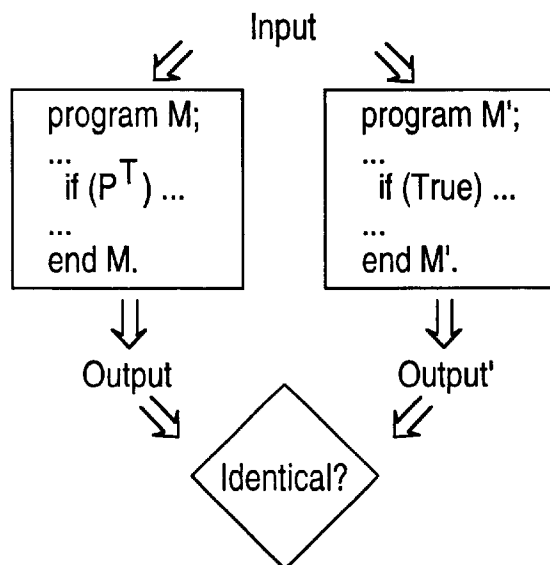 Input
program M;
...
if (P^T) ...
...
end M.
program M';
...
if (True) ...
...
end M'.
Output
Output'
Identical?